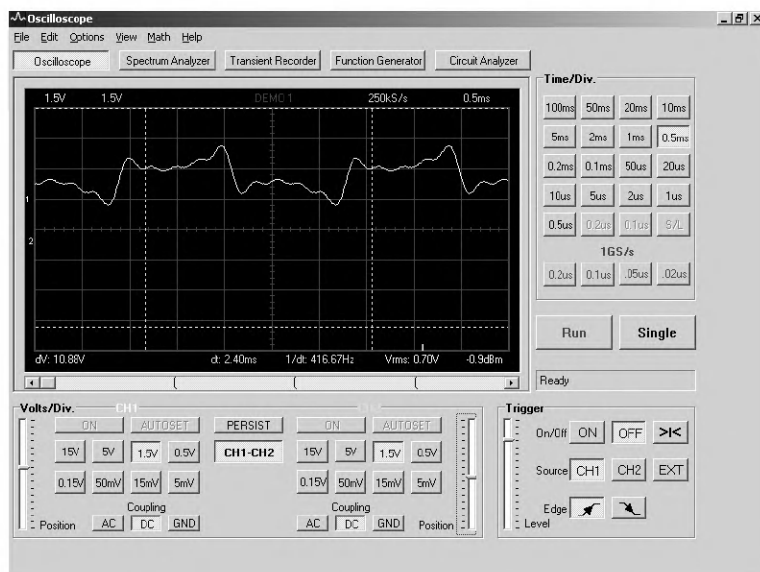 Oscilloscope
File Edit Options View Math Help
Oscilloscope Spectrum Analyzer Transient Recorder Function Generator Circuit Analyzer
1.5V 1.5V DEMO 1 250kS/s 0.5ms
1
2
dV: 10.88V dt: 2.40ms 1/dt: 416.67Hz Vrms: 0.70V -0.9dBm
Time/Div.
100ms 50ms 20ms 10ms
5ms 2ms 1ms 0.5ms
0.2ms 0.1ms 50us 20us
10us 5us 2us 1us
0.5us 0.2us 0.1us S/L
1GS/s
0.2us 0.1us .05us .02us
Run Single
Ready
Volts/Div. CH1
ON AUTOSET PERSIST ON AUTOSET
15V 5V 1.5V 0.5V CH1-CH2 15V 5V 1.5V 0.5V
0.15V 50mV 15mV 5mV 0.15V 50mV 15mV 5mV
Coupling Coupling
Position AC DC GND AC DC GND Position
Trigger
On/Off ON OFF >I<
Source CH1 CH2 EXT
Edge
Level